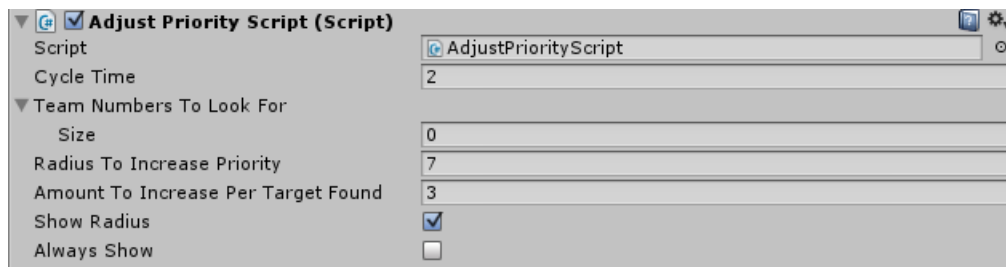 Adjust Priority Script (Script)
Script AdjustPriorityScript
Cycle Time 2
Team Numbers To Look For
Size 0
Radius To Increase Priority 7
Amount To Increase Per Target Found 3
Show Radius
Always Show